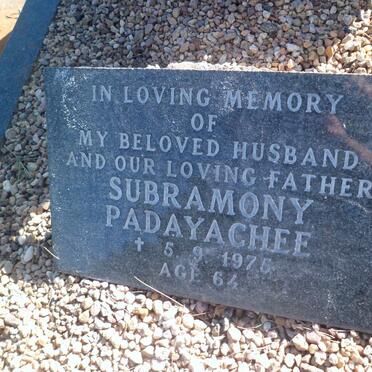 IN LOVING MEMORY
OF
MY BELOVED HUSBAND
AND OUR LOVING FATHER
SUBRAMONY
PADAYACHEE
✝ 5. 9. 1975
AGE 64